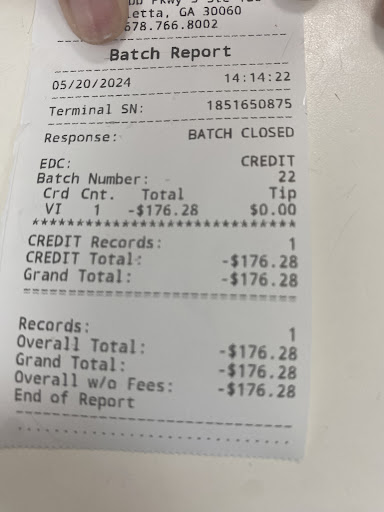 Pkwy S Ste
etta, GA 30060
678.766.8002
Batch Report
05/20/2024 14:14:22
Terminal SN: 1851650875
Response: BATCH CLOSED
EDC: CREDIT
Batch Number: 22
Crd Cnt. Total Tip
VI 1 -$176.28 $0.00
****************************
CREDIT Records: 1
CREDIT Total: -$176.28
Grand Total: -$176.28
============================
Records: 1
Overall Total: -$176.28
Grand Total: -$176.28
Overall w/o Fees: -$176.28
End of Report